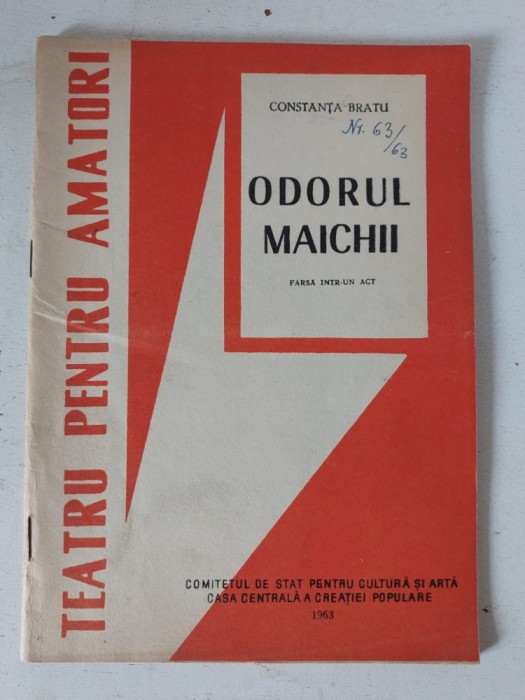 TEATRU PENTRU AMATORI
CONSTANȚA BRATU
Nr. 63/63
ODORUL
MAICHII
FARSĂ INTR-UN ACT
COMITETUL DE STAT PENTRU CULTURĂ ȘI ARTĂ
CASA CENTRALĂ A CREAȚIEI POPULARE
1963